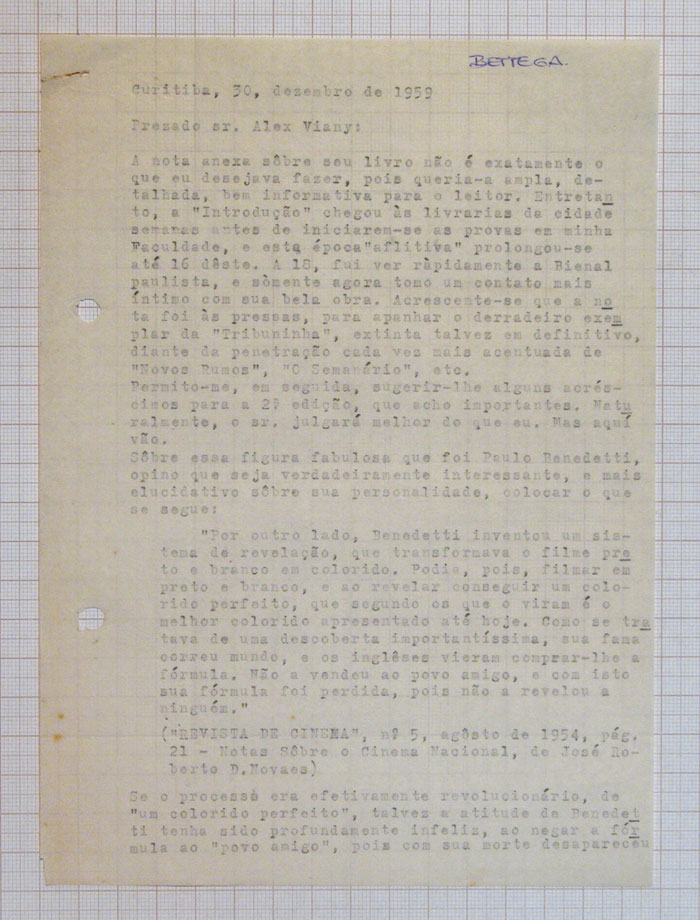 BETTEGA.
Curitiba, 30, dezembro de 1959
Prezado sr. Alex Viany:
A nota anexa sôbre seu livro não é exatamente o
que eu desejava fazer, pois queria-a ampla, de-
talhada, bem informativa para o leitor. Entretan
to, a "Introdução" chegou às livrarias da cidade
semanas antes de iniciarem-se as provas em minha
Faculdade, e esta época"aflitiva" prolongou-se
até 16 dêste. A 18, fui ver ràpidamente a Bienal
paulista, e sòmente agora tomo um contato mais
íntimo com sua bela obra. Acrescente-se que a no
ta foi às pressas, para apanhar o derradeiro exem
plar da "Tribuninha", extinta talvez em definitivo,
diante da penetração cada vez mais acentuada de
"Novos Rumos", "O Semanário", etc.
Permito-me, em seguida, sugerir-lhe alguns acrés-
cimos para a 2ª edição, que acho importantes. Natu
ralmente, o sr. julgará melhor do que eu. Mas aquí
vão.
Sôbre essa figura fabulosa que foi Paulo Benedetti,
opino que seja verdadeiramente interessante, e mais
elucidativo sôbre sua personalidade, colocar o que
se segue:
"Por outro lado, Benedetti inventou um sis-
tema de revelação, que transformava o filme pre
to e branco em colorido. Podia, pois, filmar em
preto e branco, e ao revelar conseguir um colo-
rido perfeito, que segundo os que o viram é o
melhor colorido apresentado até hoje. Como se tra
tava de uma descoberta importantíssima, sua fama
correu mundo, e os inglêses vieram comprar-lhe a
fórmula. Não a vendeu ao povo amigo, e com isto
sua fórmula foi perdida, pois não a revelou a
ninguém."
("REVISTA DE CINEMA", nº 5, agôsto de 1954, pág.
21 - Notas Sôbre o Cinema Nacional, de José Ro-
berto D.Novaes)
Se o processo era efetivamente revolucionário, de
"um colorido perfeito", talvez a atitude de Benedet
ti tenha sido profundamente infeliz, ao negar a fór
mula ao "povo amigo", pois com sua morte desapareceu